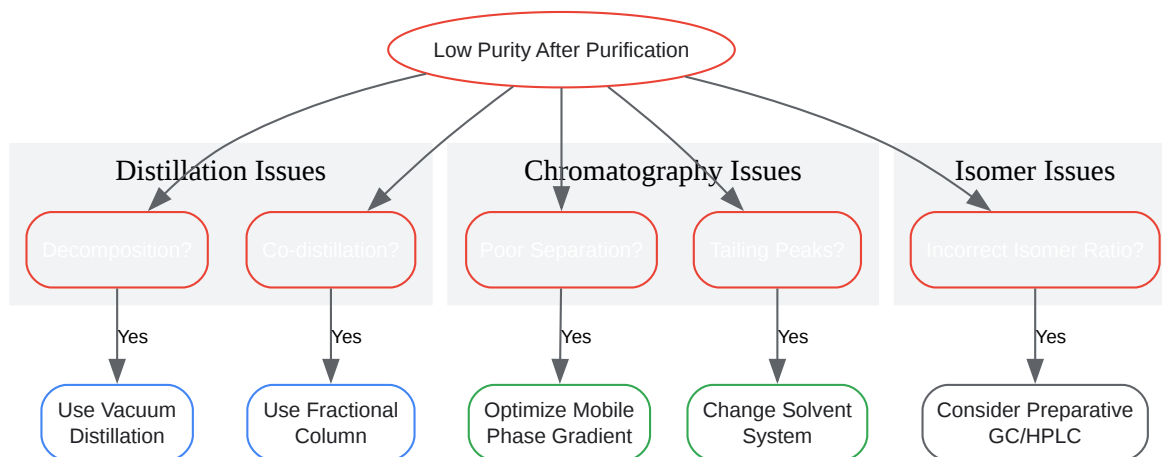 Low Purity After Purification
Distillation Issues
Chromatography Issues
Isomer Issues
Decomposition?
Co-distillation?
Poor Separation?
Tailing Peaks?
Incorrect Isomer Ratio?
Yes
Yes
Yes
Yes
Yes
Use Vacuum
Distillation
Use Fractional
Column
Optimize Mobile
Phase Gradient
Change Solvent
System
Consider Preparative
GC/HPLC